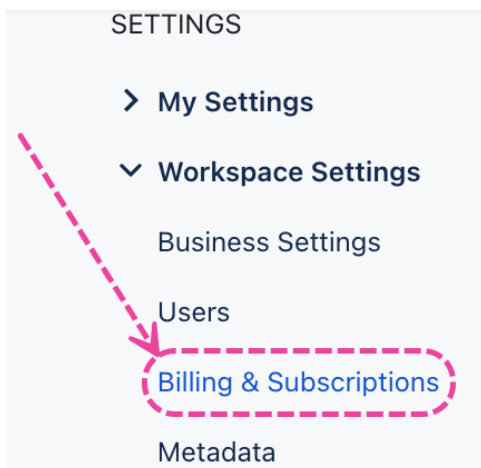 SETTINGS
My Settings
Workspace Settings
Business Settings
Users
Billing & Subscriptions
Metadata